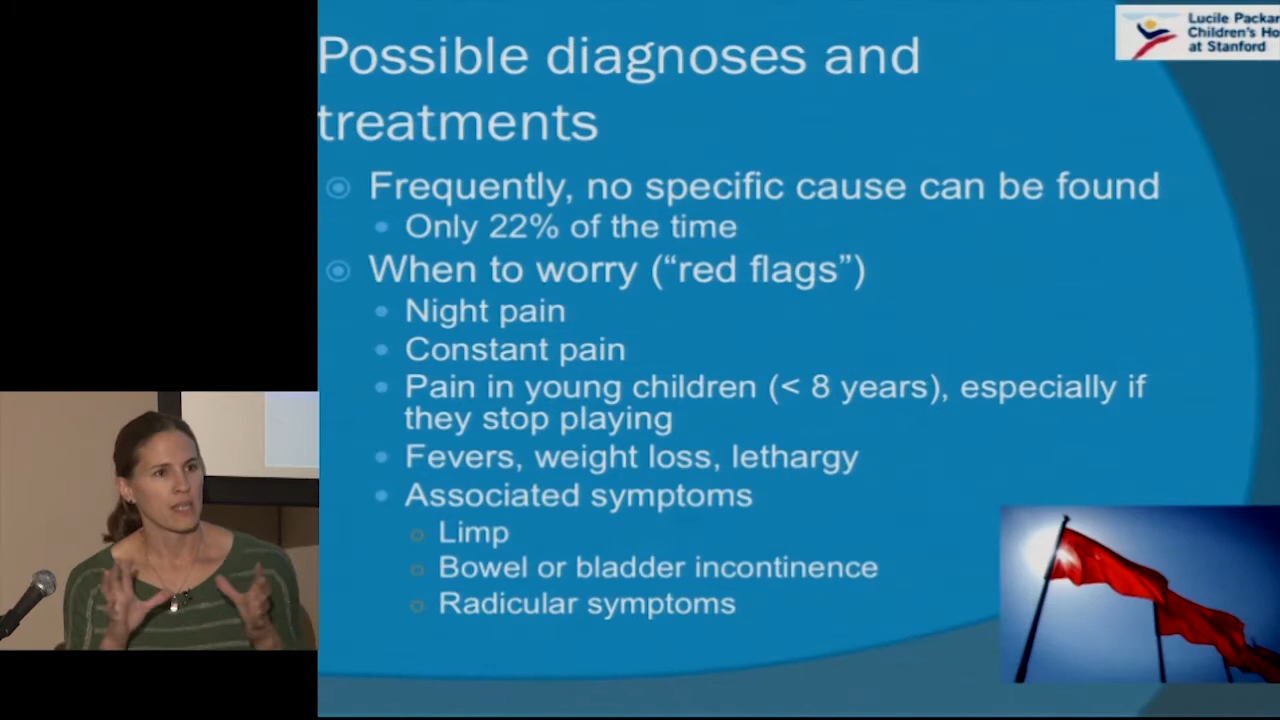 Possible diagnoses and
treatments
Frequently, no specific cause can be found
Only 22% of the time
When to worry (“red flags”)
Night pain
Constant pain
Pain in young children (< 8 years), especially if
they stop playing
Fevers, weight loss, lethargy
Associated symptoms
Limp
Bowel or bladder incontinence
Radicular symptoms
Lucile Packar
Children's Ho
at Stanford